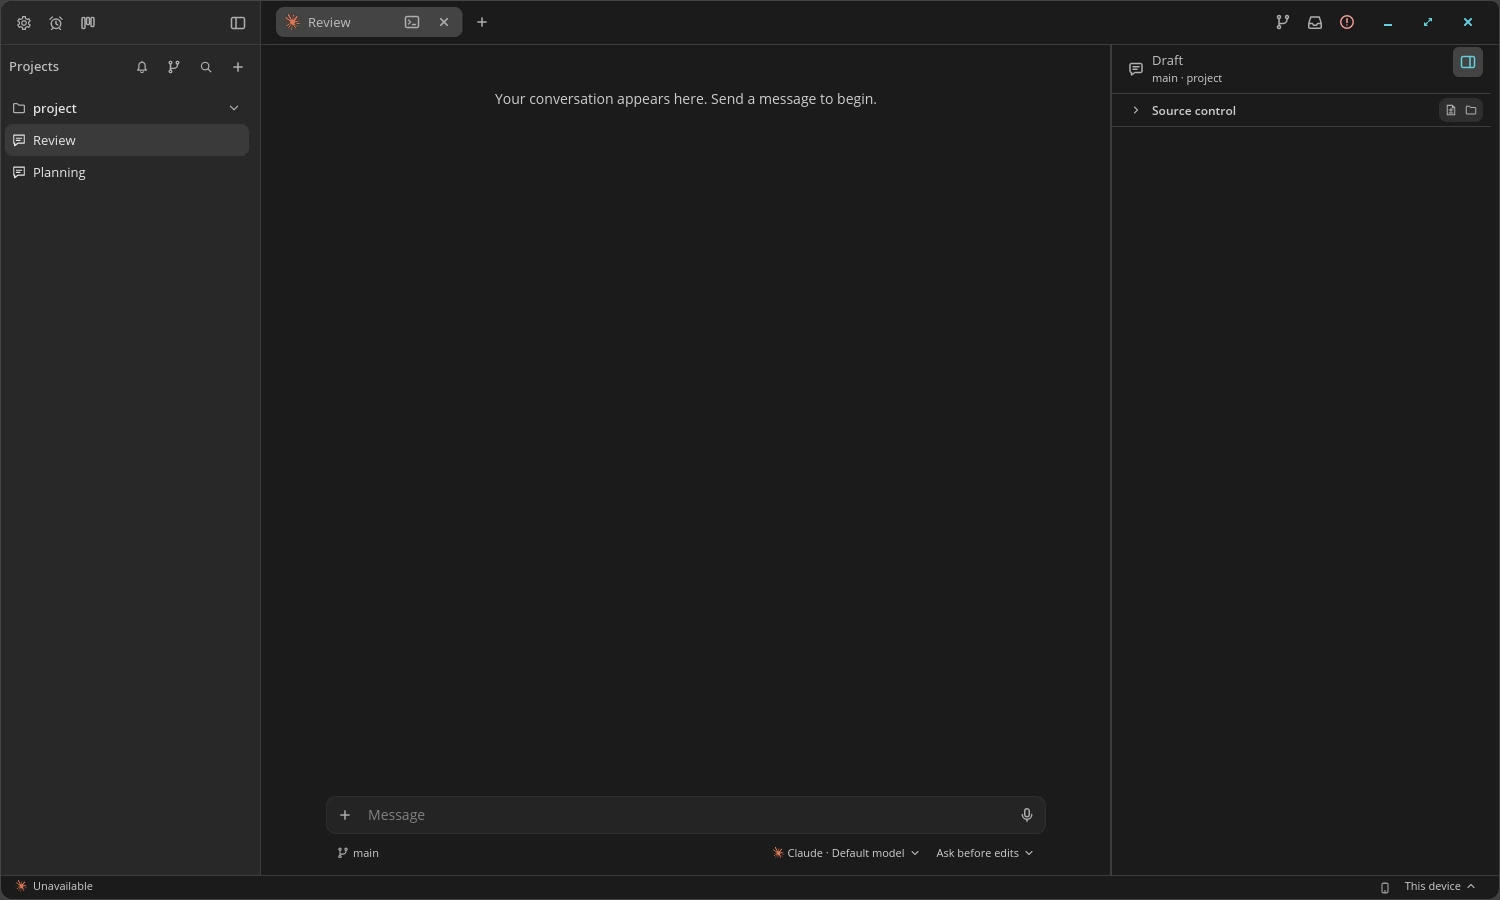 Review
Projects
project
Review
Planning
Your conversation appears here. Send a message to begin.
Draft
main · project
Source control
Message
main
Claude · Default model
Ask before edits
Unavailable
This device